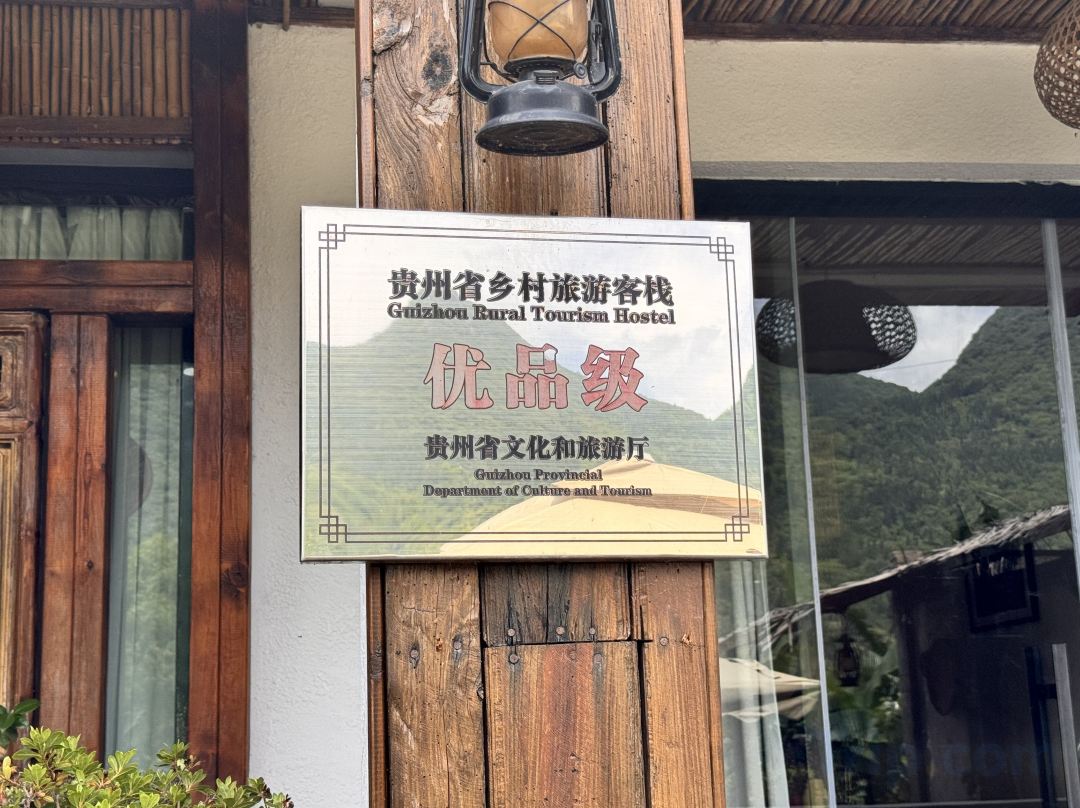 贵州省乡村旅游客栈
Guizhou Rural Tourism Hostel
优品级
贵州省文化和旅游厅
Guizhou Provincial
Department of Culture and Tourism